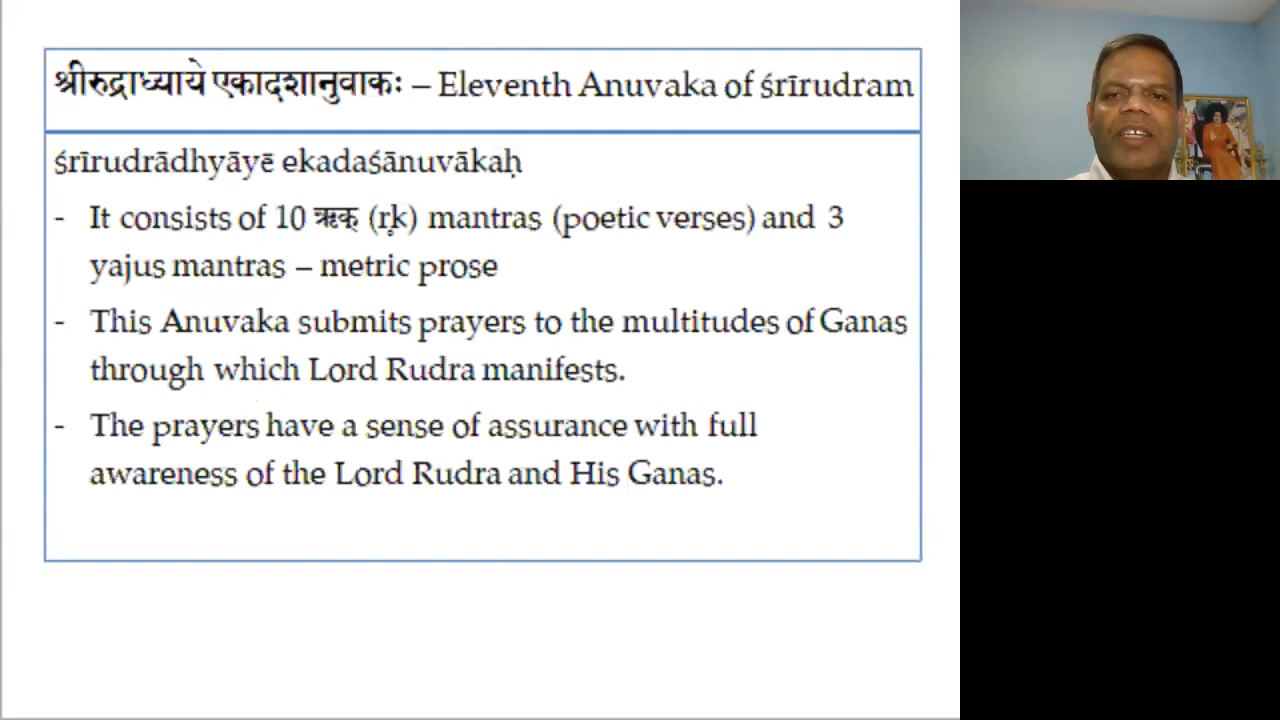 श्रीरुद्राध्याये एकादशानुवाकः – Eleventh Anuvaka of śrīrudram
śrīrudrādhyāyē ekadaśānuvākaḥ
- It consists of 10 ऋक् (ṛk) mantras (poetic verses) and 3
yajus mantras – metric prose
- This Anuvaka submits prayers to the multitudes of Ganas
through which Lord Rudra manifests.
- The prayers have a sense of assurance with full
awareness of the Lord Rudra and His Ganas.